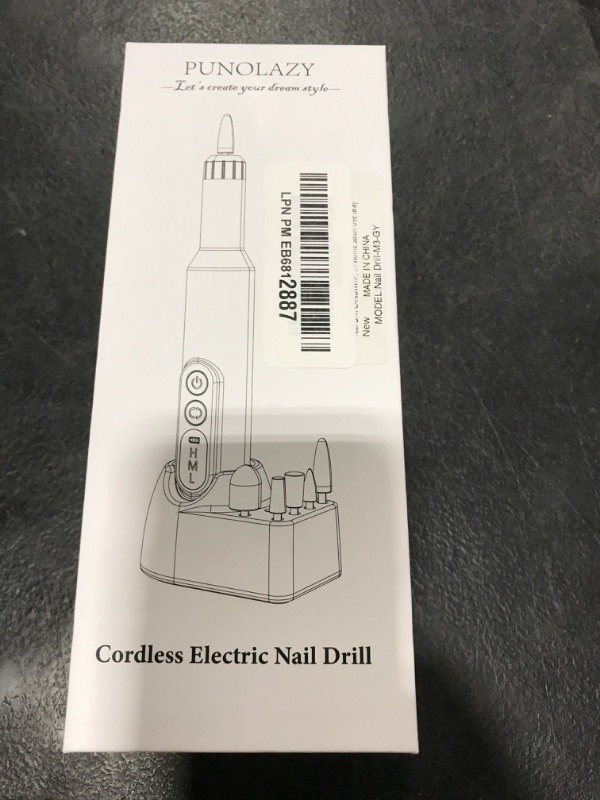 PUNOLAZY
—Let's create your dream style—
LPN PM EB6812887
New
MADE IN CHINA
MODEL:Nail Drill-M3-GY
H
M
L
Cordless Electric Nail Drill